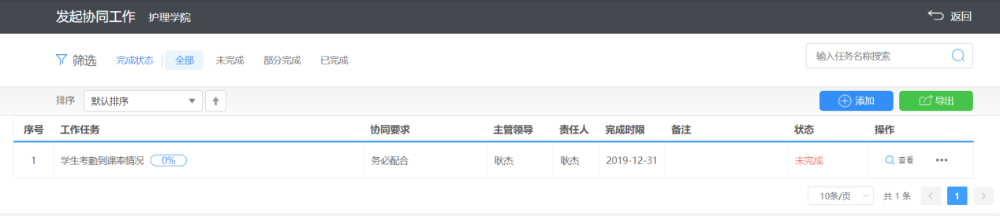 发起协同工作 护理学院 返回
筛选 完成状态 全部 未完成 部分完成 已完成 输入任务名称搜索
排序 默认排序 添加 导出
序号 工作任务 协同要求 主管领导 责任人 完成时限 备注 状态 操作
1 学生考勤到课率情况 0% 务必配合 耿杰 耿杰 2019-12-31 未完成 查看 •••
10条/页 共 1 条 < 1 >